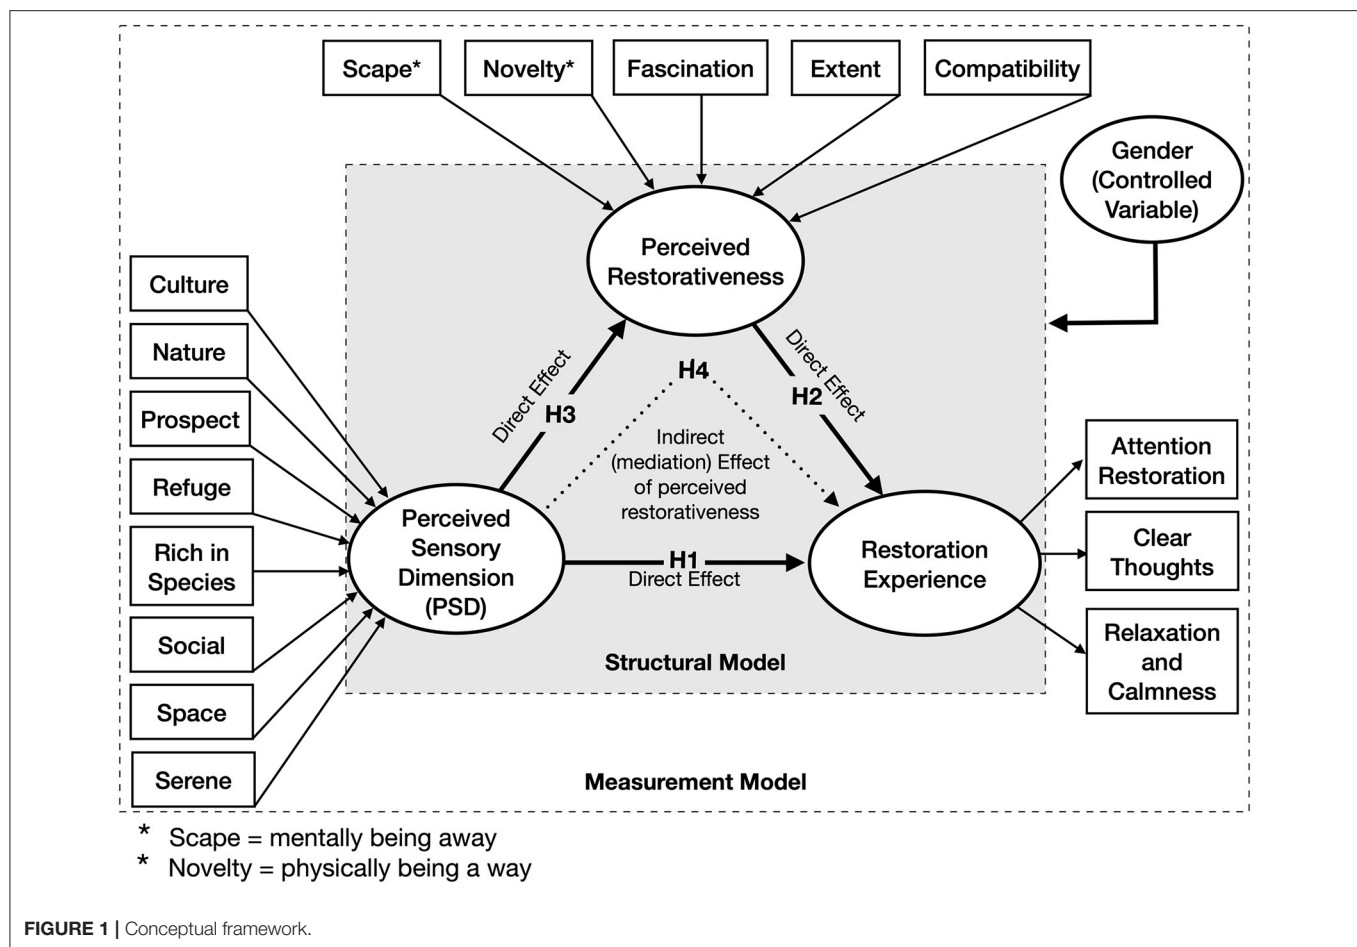 Scape*
Novelty*
Fascination
Extent
Compatibility
Gender
(Controlled
Variable)
Perceived
Restorativeness
Culture
Nature
Prospect
Refuge
Rich in
Species
Social
Space
Serene
Direct Effect
H3
H4
Direct Effect
H2
Indirect
(mediation) Effect
of perceived
restorativeness
Perceived
Sensory
Dimension
(PSD)
H1
Direct Effect
Restoration
Experience
Attention
Restoration
Clear
Thoughts
Relaxation
and
Calmness
Structural Model
Measurement Model
* Scape = mentally being away
* Novelty = physically being a way
FIGURE 1 | Conceptual framework.